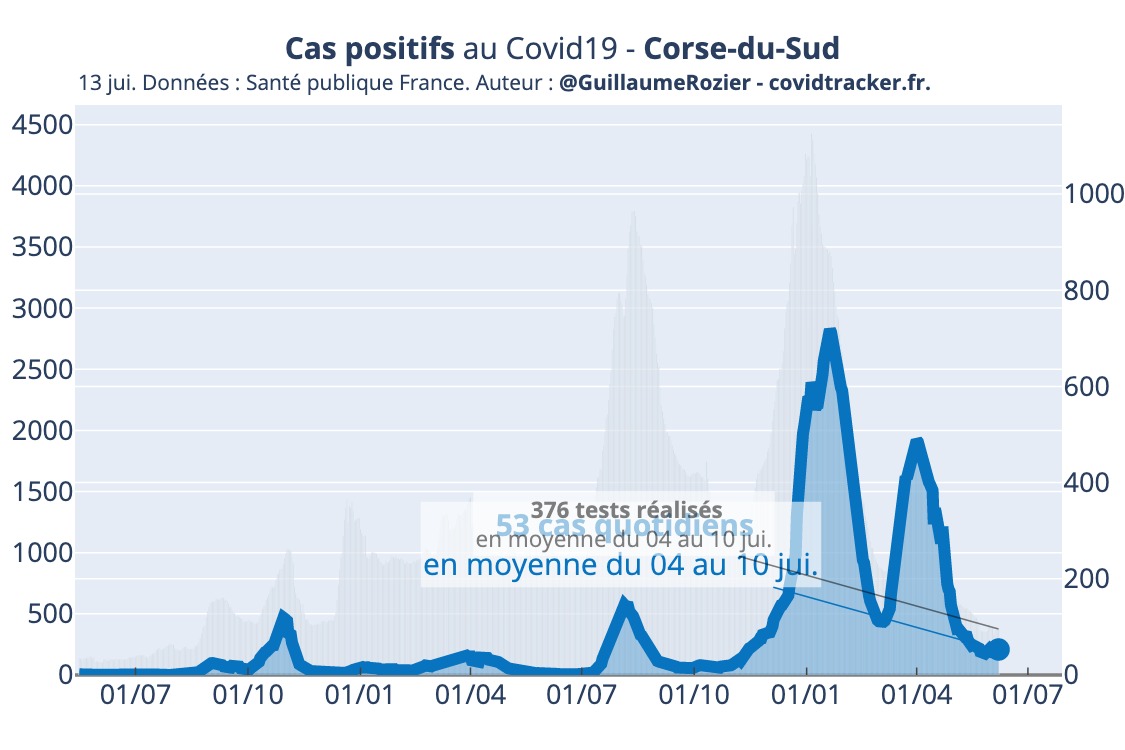 Cas positifs au Covid19 - Corse-du-Sud
13 jui. Données : Santé publique France. Auteur : @GuillaumeRozier - covidtracker.fr.
4500
4000
3500
3000
2500
2000
1500
1000
500
0
1000
800
600
400
200
0
376 tests réalisés
53 cas quotidiens
en moyenne du 04 au 10 jui.
en moyenne du 04 au 10 jui.
01/07 01/10 01/01 01/04 01/07 01/10 01/01 01/04 01/07